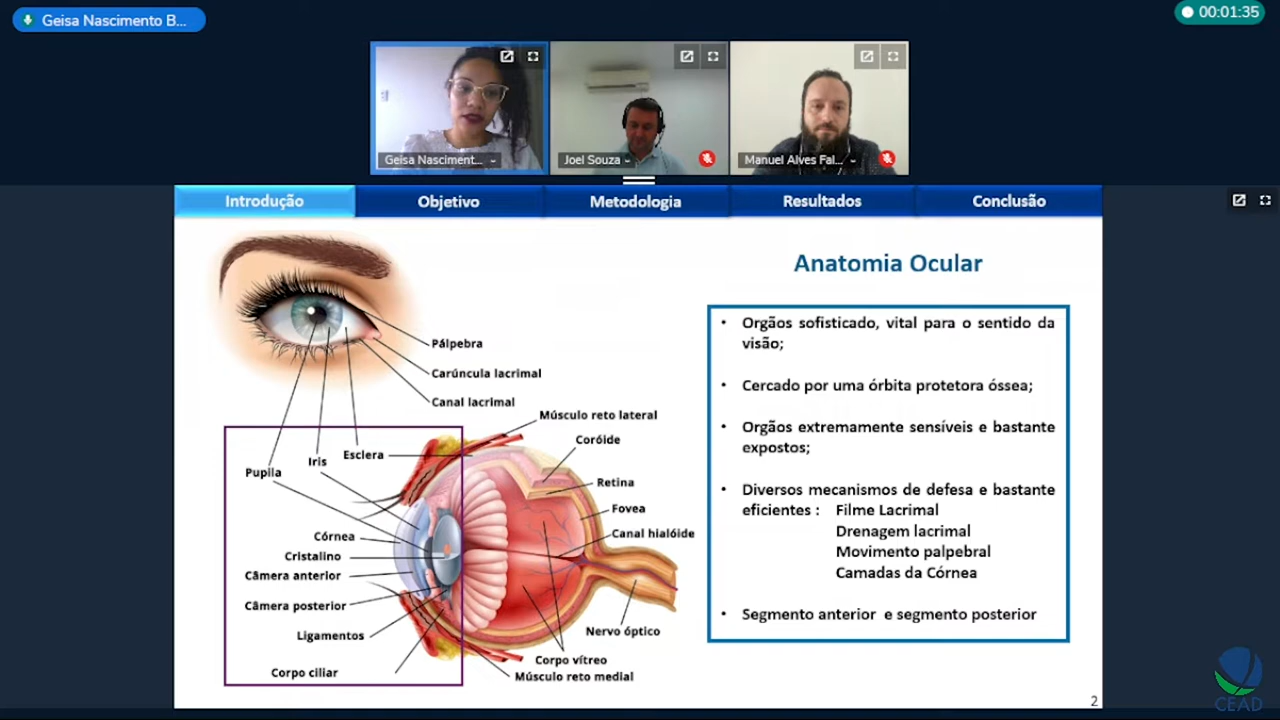 Geisa Nascimento B...
00:01:35
Geisa Nasciment...
Joel Souza
Manuel Alves Fal...
Introdução
Objetivo
Metodologia
Resultados
Conclusão
Anatomia Ocular
Pálpebra
Carúncula lacrimal
Canal lacrimal
Músculo reto lateral
Coróide
Esclera
Iris
Pupila
Retina
Fovea
Canal hialóide
Córnea
Cristalino
Câmera anterior
Câmera posterior
Ligamentos
Corpo ciliar
Nervo óptico
Corpo vítreo
Músculo reto medial
• Orgãos sofisticado, vital para o sentido da
visão;
• Cercado por uma órbita protetora óssea;
• Orgãos extremamente sensíveis e bastante
expostos;
• Diversos mecanismos de defesa e bastante
eficientes : Filme Lacrimal
Drenagem lacrimal
Movimento palpebral
Camadas da Córnea
• Segmento anterior e segmento posterior
2
CEAD